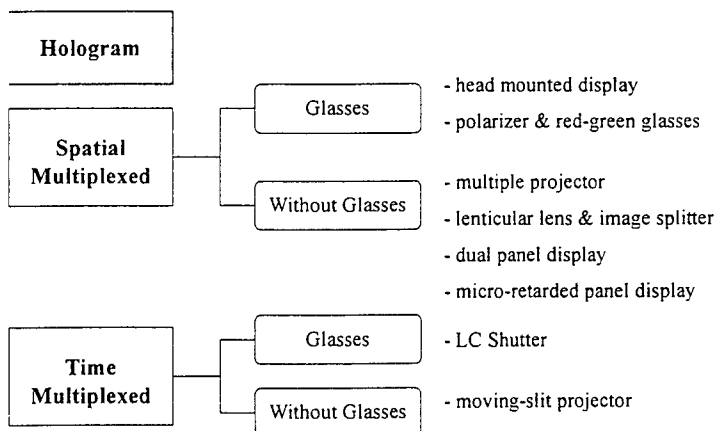 Hologram
Spatial
Multiplexed
Glasses
- head mounted display
- polarizer & red-green glasses
Without Glasses
- multiple projector
- lenticular lens & image splitter
- dual panel display
- micro-retarded panel display
Time
Multiplexed
Glasses
- LC Shutter
Without Glasses
- moving-slit projector